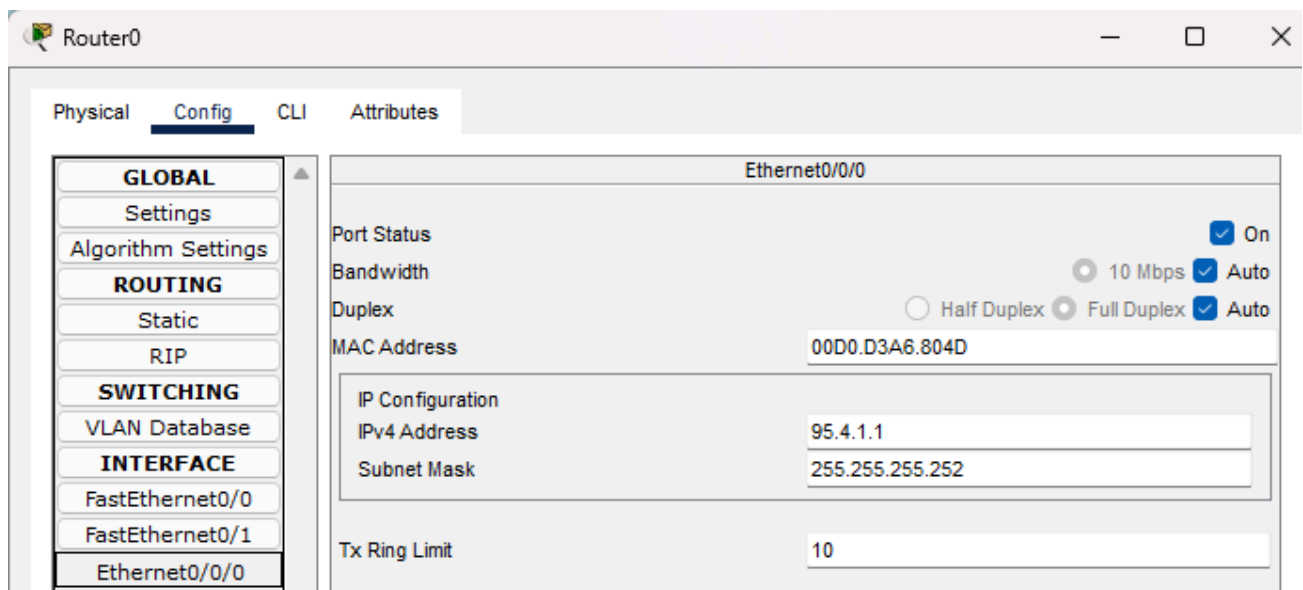 Router0
Physical Config CLI Attributes
GLOBAL
Settings
Algorithm Settings
ROUTING
Static
RIP
SWITCHING
VLAN Database
INTERFACE
FastEthernet0/0
FastEthernet0/1
Ethernet0/0/0
Ethernet0/0/0
Port Status On
Bandwidth 10 Mbps Auto
Duplex Half Duplex Full Duplex Auto
MAC Address 00D0.D3A6.804D
IP Configuration
IPv4 Address 95.4.1.1
Subnet Mask 255.255.255.252
Tx Ring Limit 10